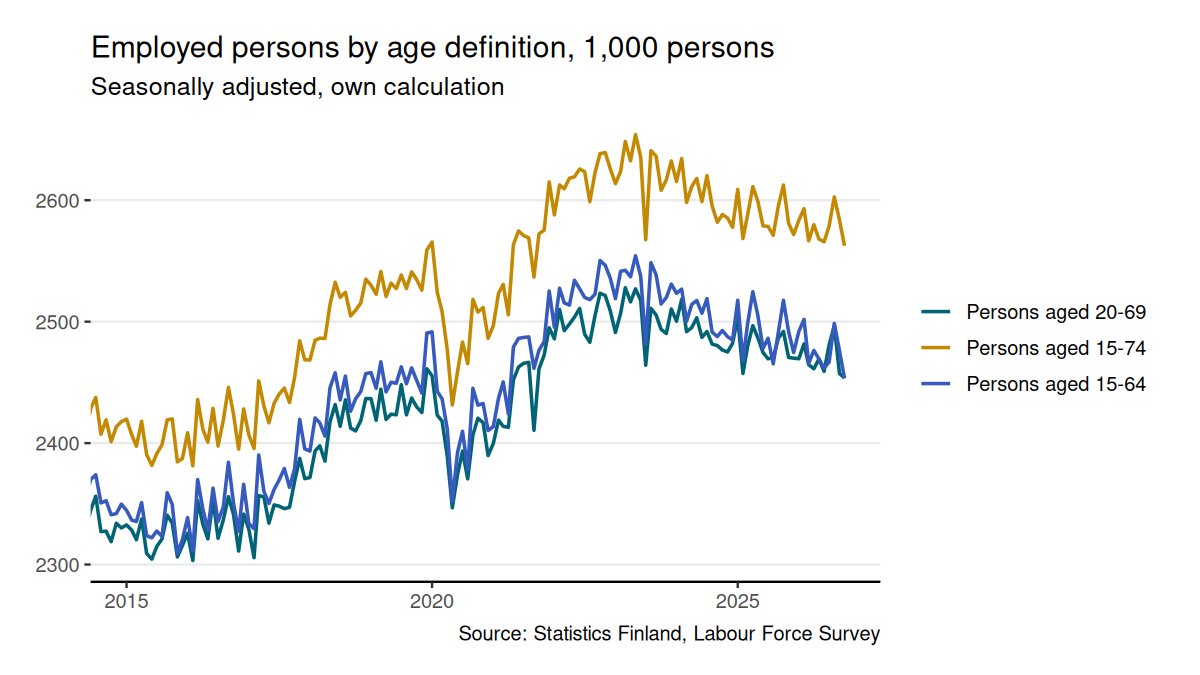 Employed persons by age definition, 1,000 persons
Seasonally adjusted, own calculation
2600
2500
2400
2300
2015
2020
2025
Persons aged 20-69
Persons aged 15-74
Persons aged 15-64
Source: Statistics Finland, Labour Force Survey